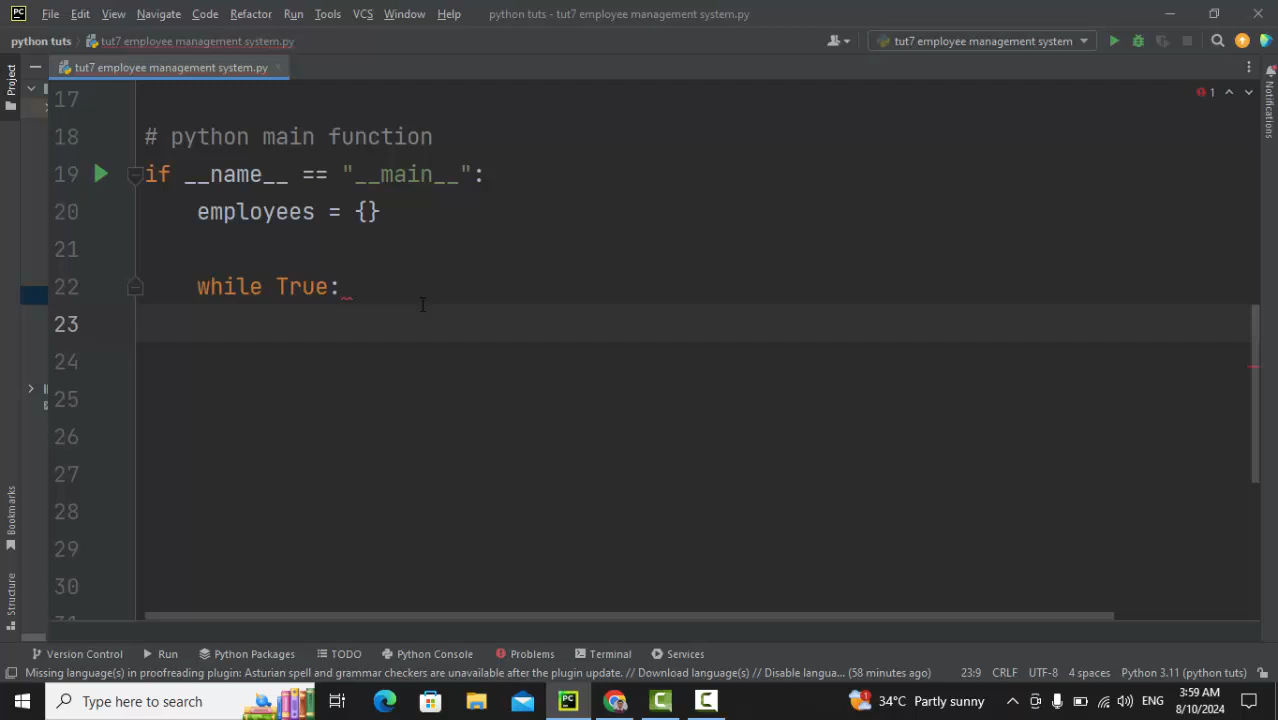 PC File Edit View Navigate Code Refactor Run Tools VCS Window Help python tuts - tut7 employee management system.py
python tuts tut7 employee management system.py tut7 employee management system
Project tut7 employee management system.py Notifications
17 1
18 # python main function
19 if __name__ == "__main__":
20 employees = {}
21
22 while True:
23
24
25
26
27
28
29
30
Bookmarks
Structure
Version Control Run Python Packages TODO Python Console Problems Terminal Services
Missing language(s) in proofreading plugin: Asturian spell and grammar checkers are unavailable after the plugin update. // Download language(s) // Disable langua... (58 minutes ago) 23:9 CRLF UTF-8 4 spaces Python 3.11 (python tuts)
Type here to search PC 34°C Partly sunny ENG 3:59 AM
8/10/2024